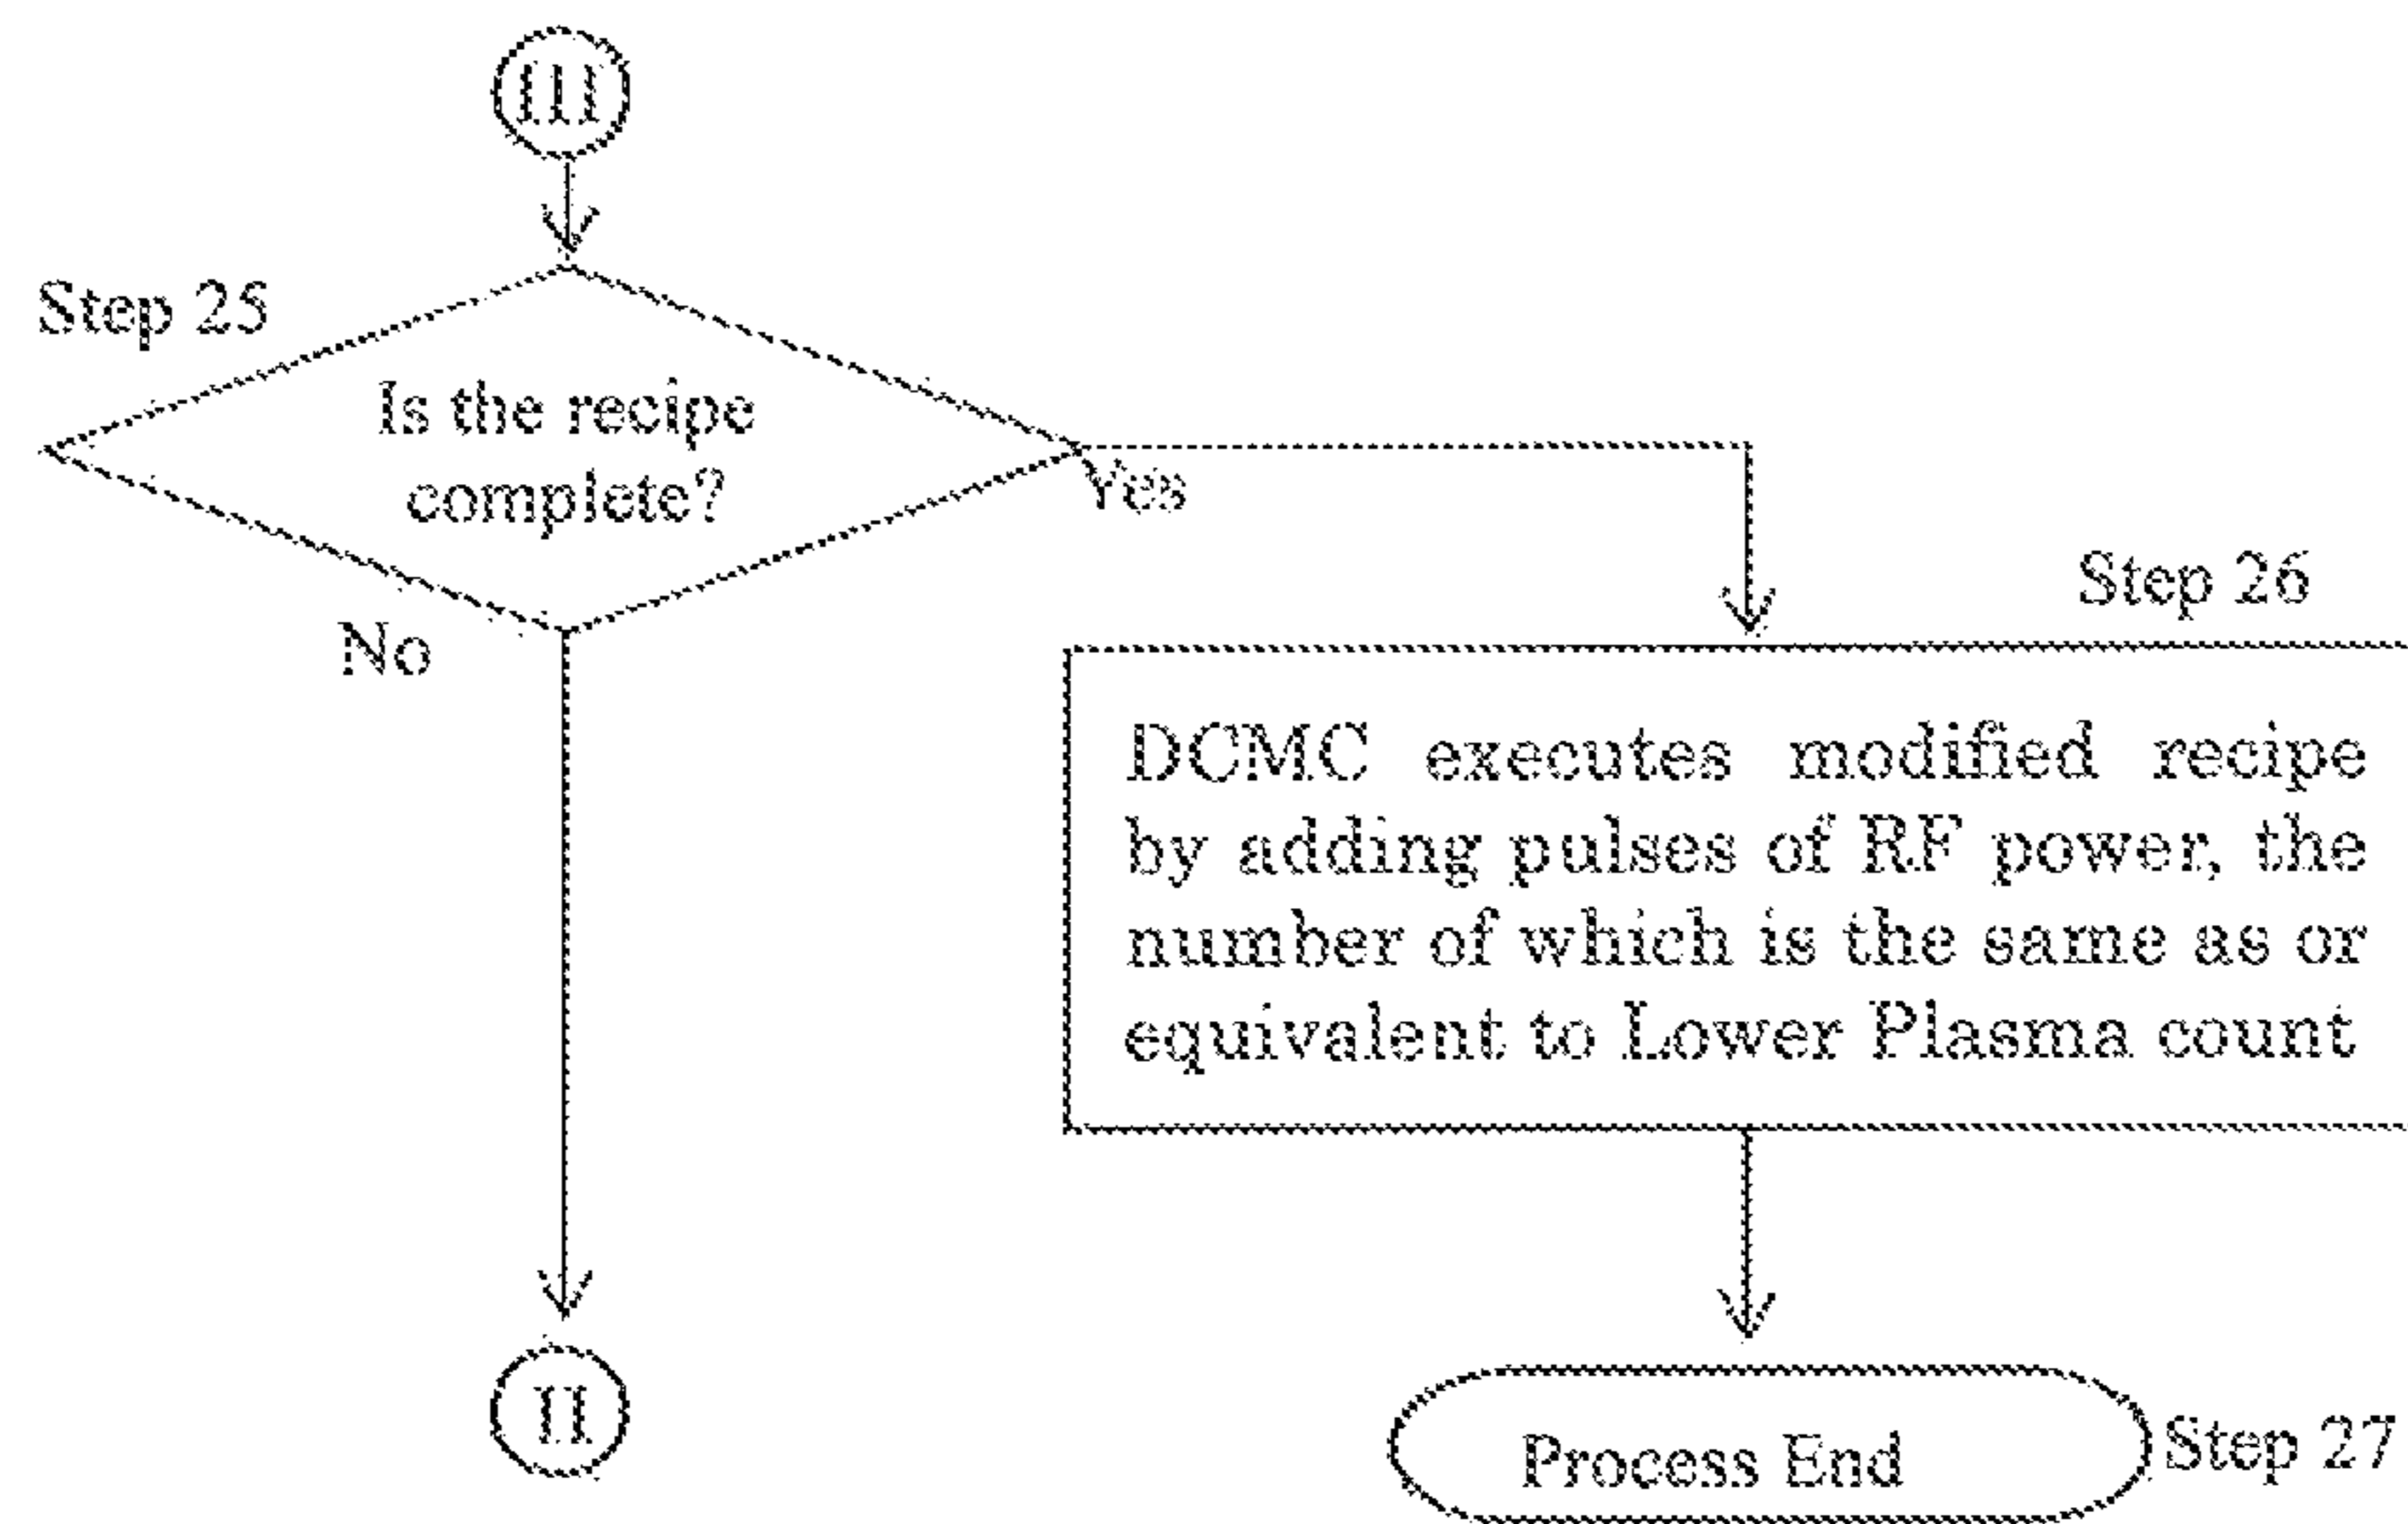 III
Step 25
Is the recipe
complete?
Yes
No
Step 26
DCMC executes modified recipe
by adding pulses of RF power, the
number of which is the same as or
equivalent to Lower Plasma count
II
Process End
Step 27